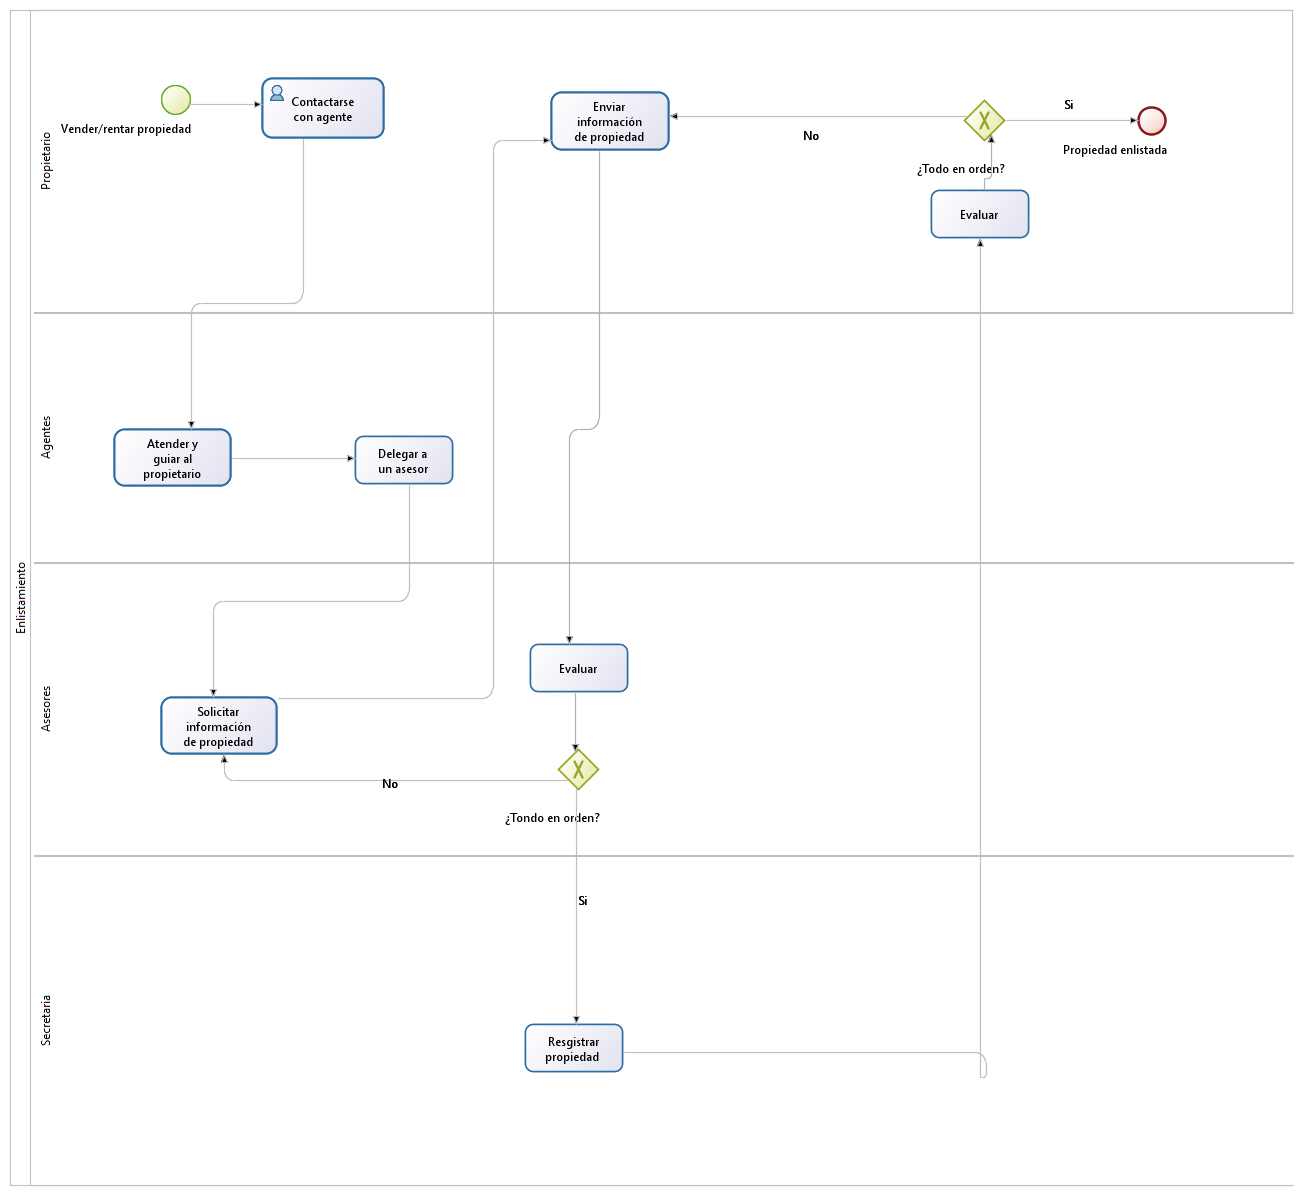 Enlistamiento
Propietario
Vender/rentar propiedad
Contactarse
con agente
Enviar
información
de propiedad
No
Si
Propiedad enlistada
¿Todo en orden?
Evaluar
Agentes
Atender y
guiar al
propietario
Delegar a
un asesor
Asesores
Solicitar
información
de propiedad
Evaluar
No
¿Tondo en orden?
Secretaria
Si
Resgistrar
propiedad